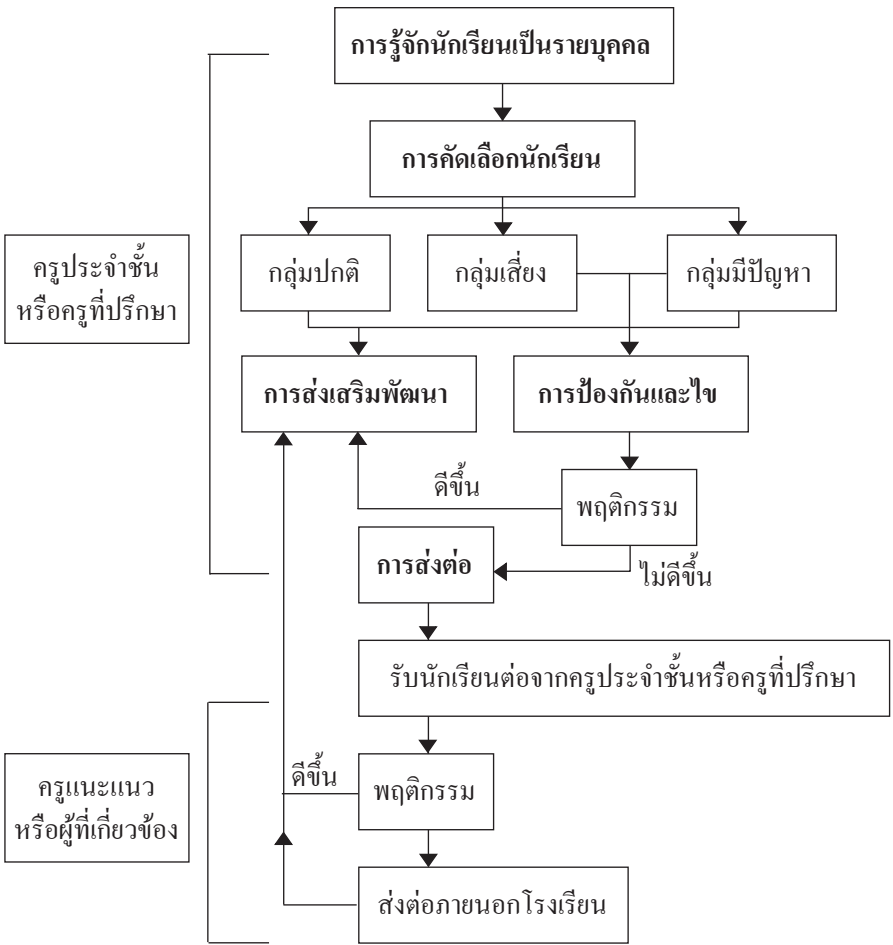 การรู้จักนักเรียนเป็นรายบุคคล
การคัดเลือกนักเรียน
กลุ่มปกติ
กลุ่มเสี่ยง
กลุ่มมีปัญหา
ครูประจำชั้น
หรือครูที่ปรึกษา
การส่งเสริมพัฒนา
การป้องกันและไข
ดีขึ้น
พฤติกรรม
การส่งต่อ
ไม่ดีขึ้น
รับนักเรียนต่อจากครูประจำชั้นหรือครูที่ปรึกษา
ครูแนะแนว
หรือผู้ที่เกี่ยวข้อง
ดีขึ้น
พฤติกรรม
ส่งต่อภายนอกโรงเรียน